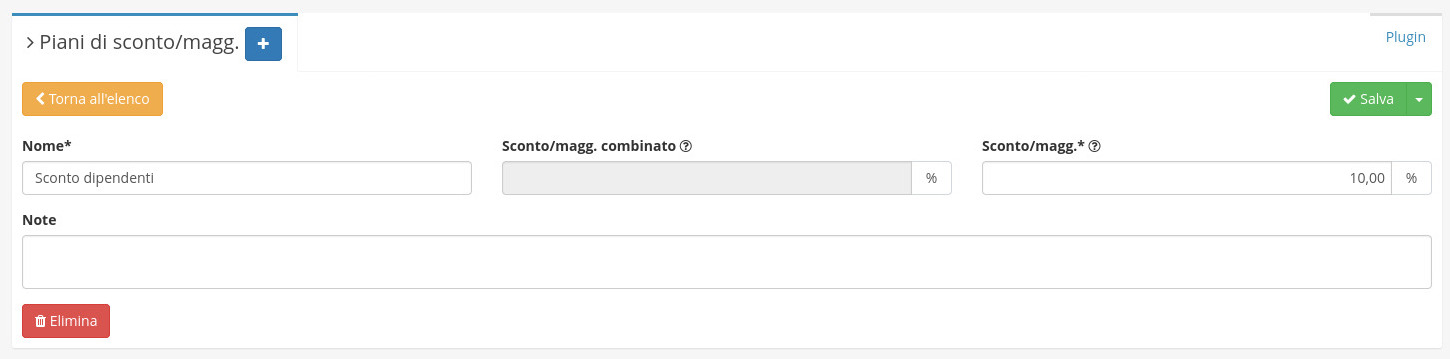 Piani di sconto/magg.
Plugin
Torna all'elenco
Salva
Nome*
Sconto/magg. combinato
Sconto/magg.*
Sconto dipendenti
%
10,00 %
Note
Elimina